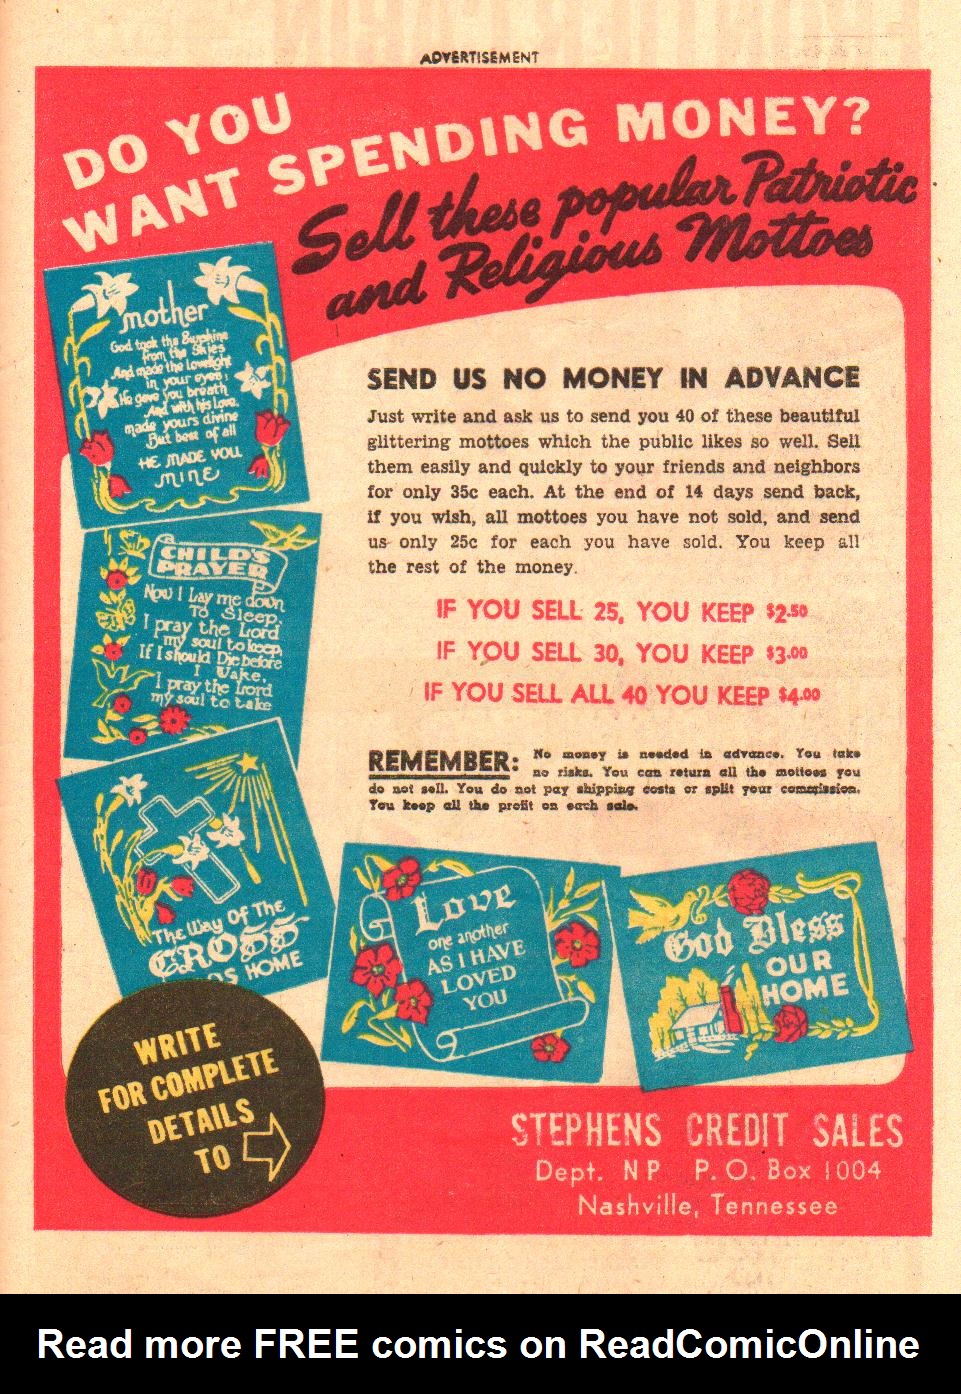 ADVERTISEMENT
DO YOU
WANT SPENDING MONEY?
Sell these popular Patriotic
and Religious Mottoes
mother
God took the Sunshine
from the Skies
And made the lovelight
in your eyes;
He gave you breath
And with his Love,
made yours divine
But best of all
HE MADE YOU
MINE
CHILD'S
PRAYER
Now I Lay me down
To Sleep,
I pray the Lord
my soul to keep,
If I should Die before
I Wake,
I pray the Lord
my soul to take
The Way Of The
CROSS
DS HOME
SEND US NO MONEY IN ADVANCE
Just write and ask us to send you 40 of these beautiful
glittering mottoes which the public likes so well. Sell
them easily and quickly to your friends and neighbors
for only 35c each. At the end of 14 days send back,
if you wish, all mottoes you have not sold, and send
us only 25c for each you have sold. You keep all
the rest of the money.
IF YOU SELL 25, YOU KEEP $2.50
IF YOU SELL 30, YOU KEEP $3.00
IF YOU SELL ALL 40 YOU KEEP $4.00
REMEMBER: No money is needed in advance. You take
no risks. You can return all the mottoes you
do not sell. You do not pay shipping costs or split your commission.
You keep all the profit on each sale.
Love
one another
AS I HAVE
LOVED
YOU
God Bless
OUR
HOME
WRITE
FOR COMPLETE
DETAILS
TO
STEPHENS CREDIT SALES
Dept. NP P. O. Box 1004
Nashville, Tennessee
Read more FREE comics on ReadComicOnline